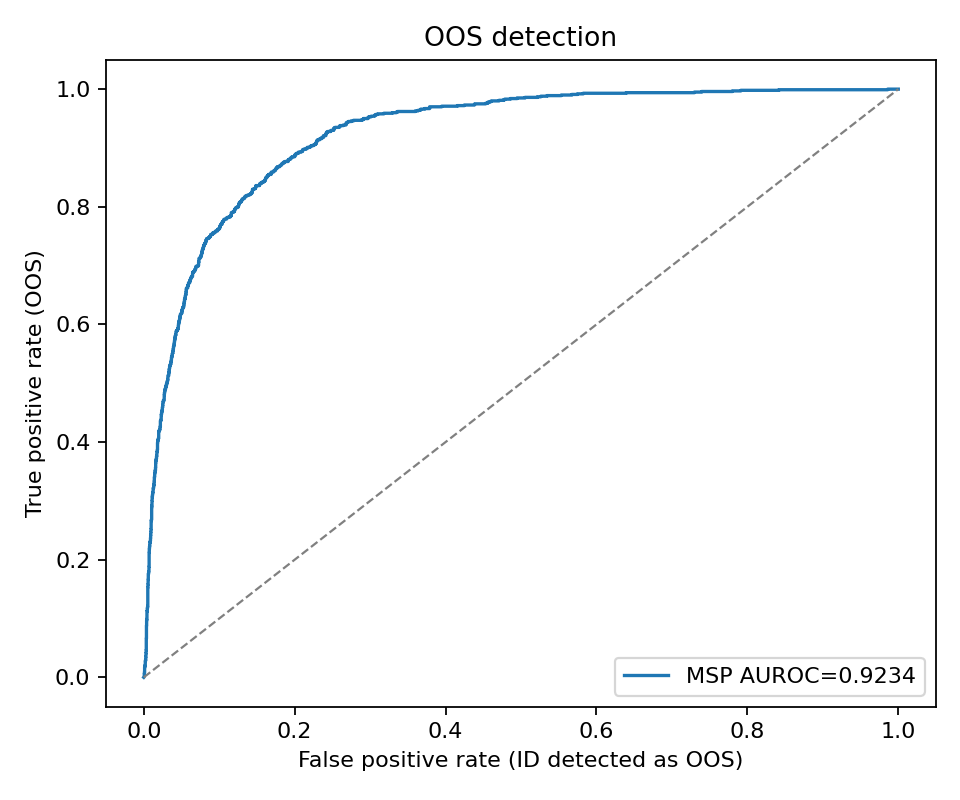 OOS detection
1.0
0.8
0.6
0.4
0.2
0.0
True positive rate (OOS)
MSP AUROC=0.9234
0.0 0.2 0.4 0.6 0.8 1.0
False positive rate (ID detected as OOS)